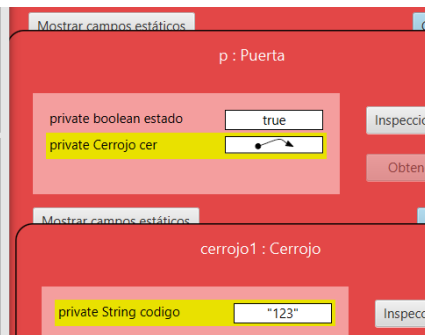 Mostrar campos estáticos
p : Puerta
private boolean estado true Inspeccio
private Cerrojo cer
Obten
Mostrar campos estáticos
cerrojo1 : Cerrojo
private String codigo "123" Inspecc